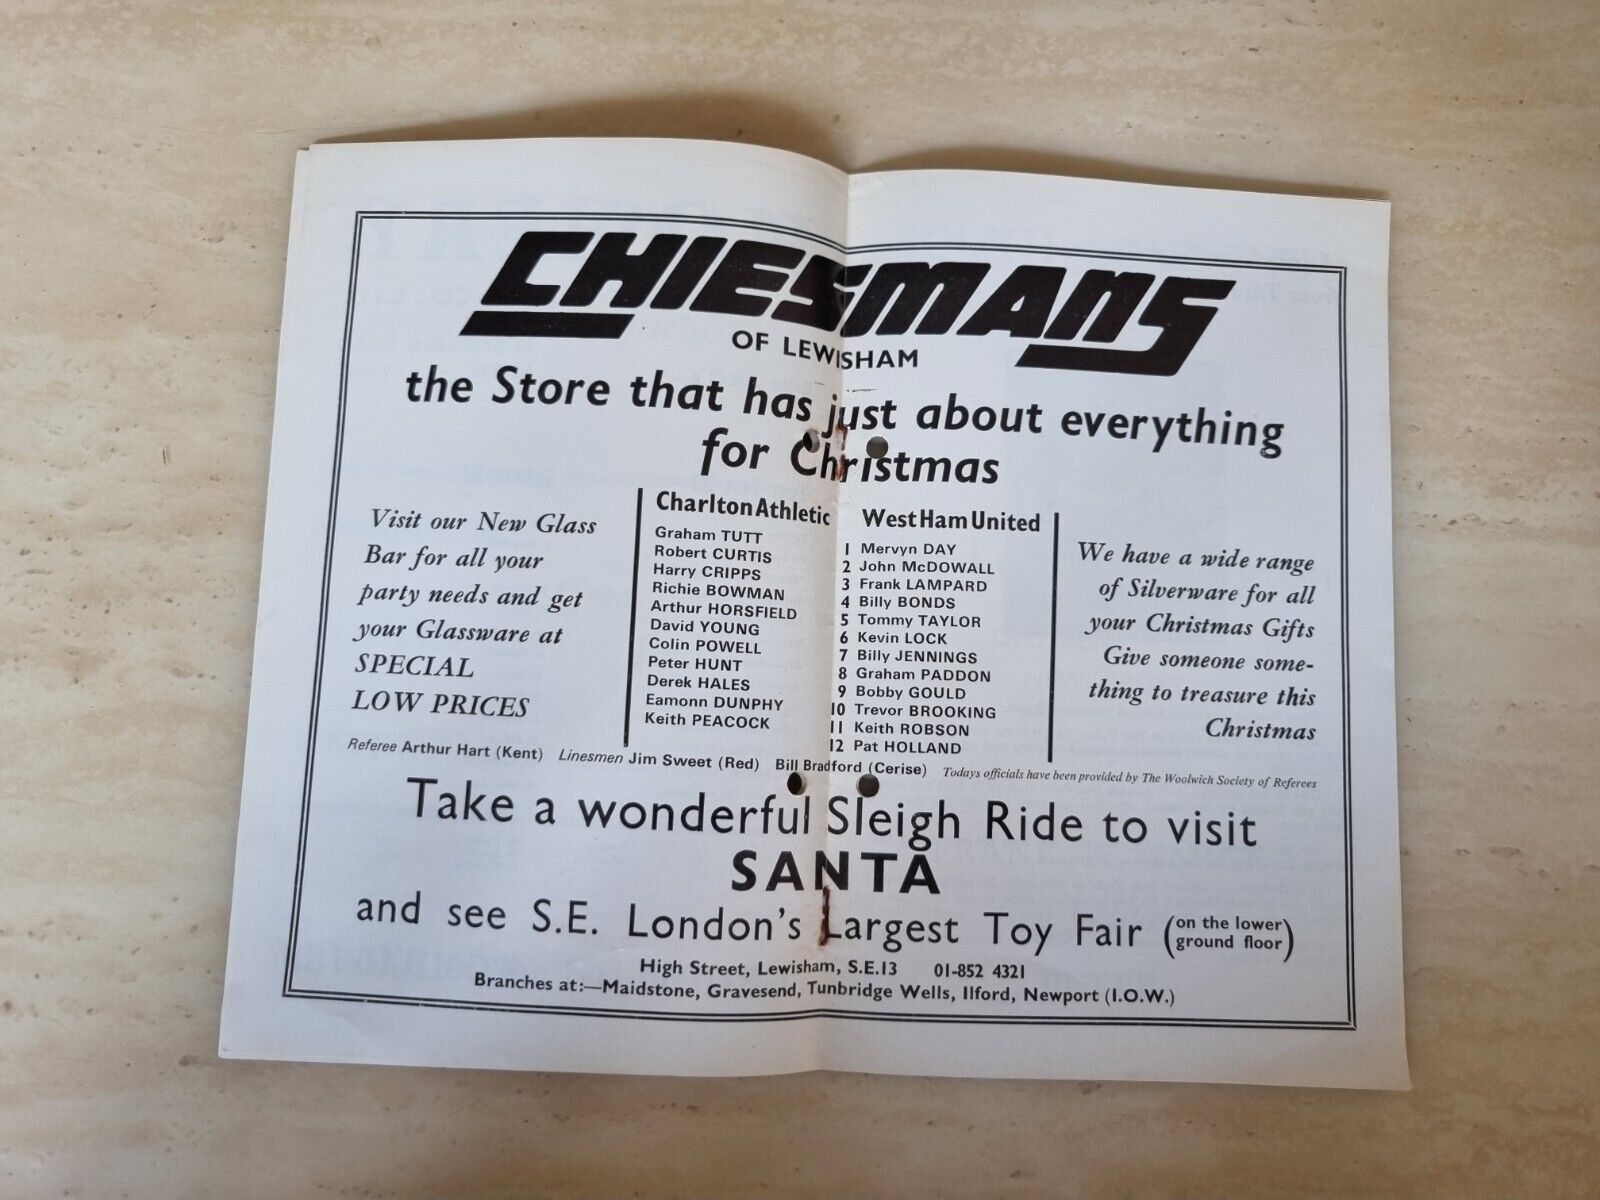 CHIESMANS
OF LEWISHAM
the Store that has just about everything
for Christmas
Visit our New Glass
Bar for all your
party needs and get
your Glassware at
SPECIAL
LOW PRICES
Charlton Athletic
Graham TUTT
Robert CURTIS
Harry CRIPPS
Richie BOWMAN
Arthur HORSFIELD
David YOUNG
Colin POWELL
Peter HUNT
Derek HALES
Eamonn DUNPHY
Keith PEACOCK
West Ham United
1 Mervyn DAY
2 John McDOWALL
3 Frank LAMPARD
4 Billy BONDS
5 Tommy TAYLOR
6 Kevin LOCK
7 Billy JENNINGS
8 Graham PADDON
9 Bobby GOULD
10 Trevor BROOKING
11 Keith ROBSON
12 Pat HOLLAND
We have a wide range
of Silverware for all
your Christmas Gifts
Give someone some-
thing to treasure this
Christmas
Referee Arthur Hart (Kent) Linesmen Jim Sweet (Red) Bill Bradford (Cerise) Todays officials have been provided by The Woolwich Society of Referees
Take a wonderful Sleigh Ride to visit
SANTA
and see S.E. London's Largest Toy Fair (on the lower
ground floor)
High Street, Lewisham, S.E.13 01-852 4321
Branches at:—Maidstone, Gravesend, Tunbridge Wells, Ilford, Newport (I.O.W.)